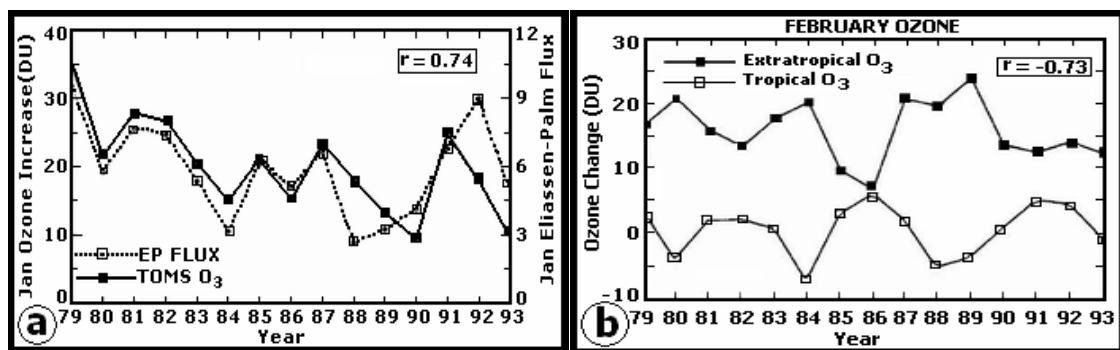 Jan Ozone Increase(DU)
40
30
20
10
0
r = 0.74
EP FLUX
TOMS O3
12
9
6
3
0
Jan Eliassen-Palm Flux
79 80 81 82 83 84 85 86 87 88 89 90 91 92 93
Year
a
FEBRUARY OZONE
Ozone Change (DU)
30
20
10
0
-10
Extratropical O3
Tropical O3
r = -0.73
79 80 81 82 83 84 85 86 87 88 89 90 91 92 93
Year
b